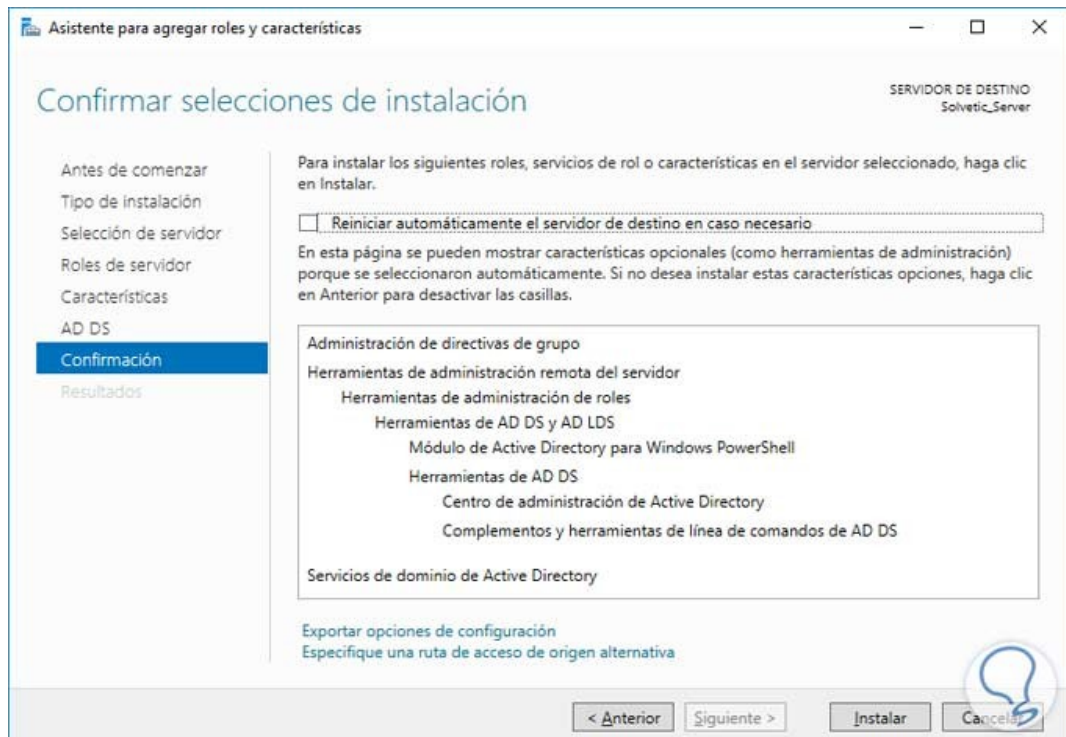 Asistente para agregar roles y características
Confirmar selecciones de instalación
SERVIDOR DE DESTINO
Solvetic_Server
Antes de comenzar
Tipo de instalación
Selección de servidor
Roles de servidor
Características
AD DS
Confirmación
Resultados
Para instalar los siguientes roles, servicios de rol o características en el servidor seleccionado, haga clic
en Instalar.
Reiniciar automáticamente el servidor de destino en caso necesario
En esta página se pueden mostrar características opcionales (como herramientas de administración)
porque se seleccionaron automáticamente. Si no desea instalar estas características opciones, haga clic
en Anterior para desactivar las casillas.
Administración de directivas de grupo
Herramientas de administración remota del servidor
Herramientas de administración de roles
Herramientas de AD DS y AD LDS
Módulo de Active Directory para Windows PowerShell
Herramientas de AD DS
Centro de administración de Active Directory
Complementos y herramientas de línea de comandos de AD DS
Servicios de dominio de Active Directory
Exportar opciones de configuración
Especifique una ruta de acceso de origen alternativa
< Anterior
Siguiente >
Instalar
Cancelar